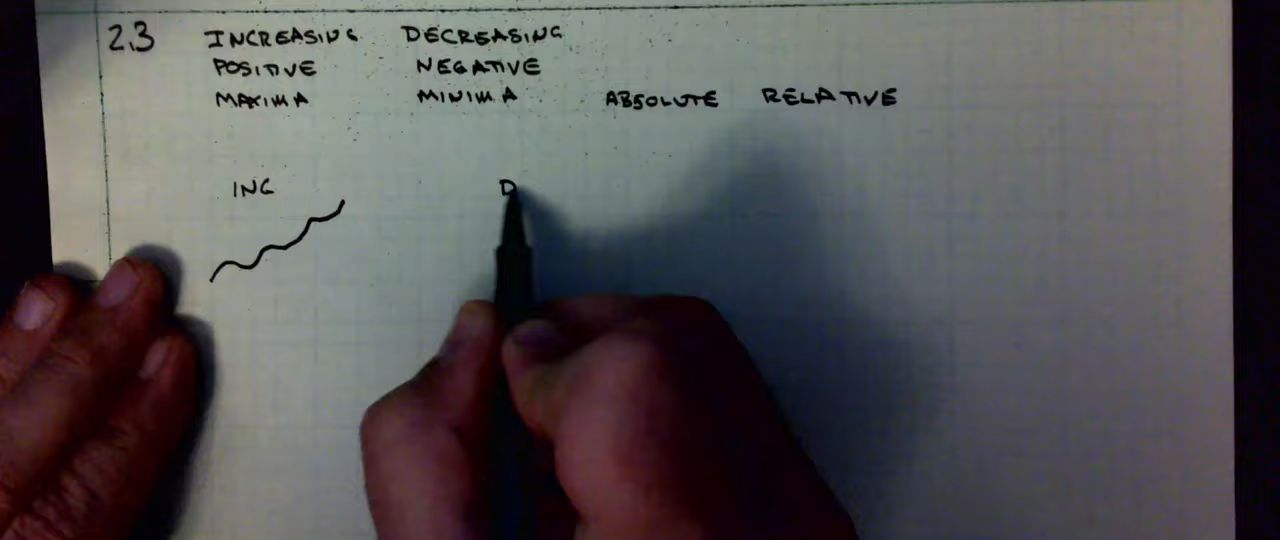 2.3 INCREASING DECREASING
POSITIVE NEGATIVE
MAXIMA MINIMA ABSOLUTE RELATIVE
INC D